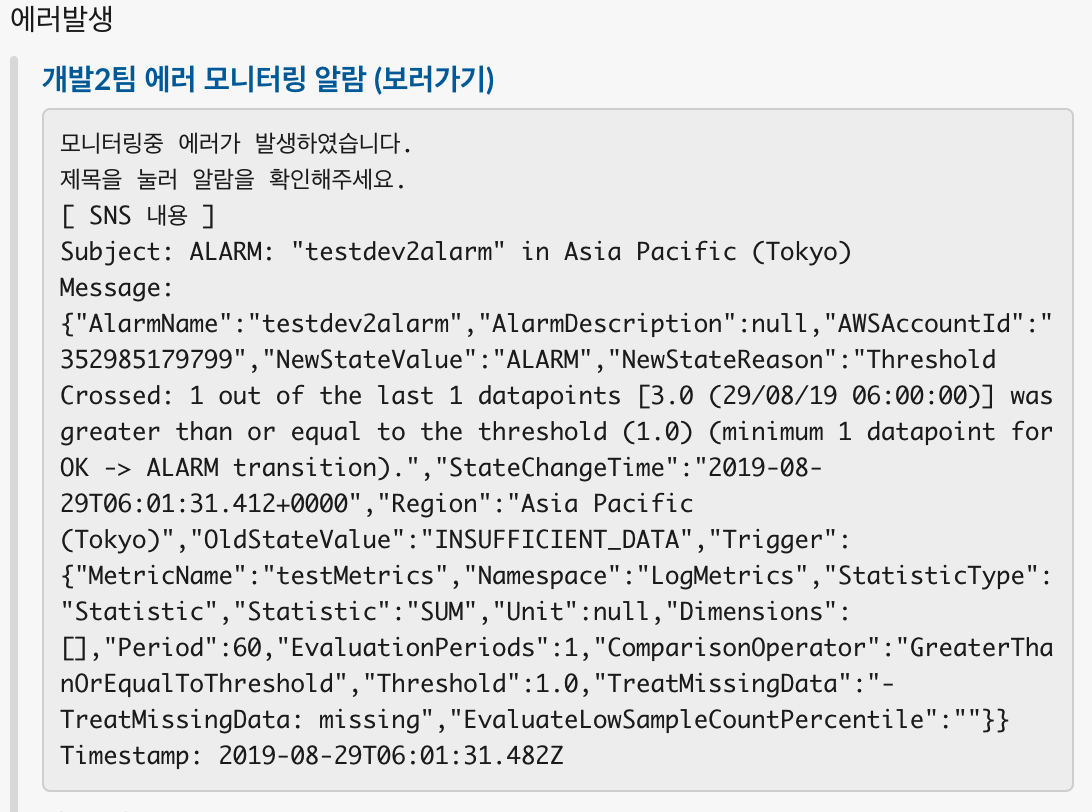 에러발생
개발2팀 에러 모니터링 알람 (보러가기)
모니터링중 에러가 발생하였습니다.
제목을 눌러 알람을 확인해주세요.
[ SNS 내용 ]
Subject: ALARM: "testdev2alarm" in Asia Pacific (Tokyo)
Message:
{"AlarmName":"testdev2alarm","AlarmDescription":null,"AWSAccountId":"
352985179799","NewStateValue":"ALARM","NewStateReason":"Threshold
Crossed: 1 out of the last 1 datapoints [3.0 (29/08/19 06:00:00)] was
greater than or equal to the threshold (1.0) (minimum 1 datapoint for
OK -> ALARM transition).","StateChangeTime":"2019-08-
29T06:01:31.412+0000","Region":"Asia Pacific
(Tokyo)","OldStateValue":"INSUFFICIENT_DATA","Trigger":
{"MetricName":"testMetrics","Namespace":"LogMetrics","StatisticType":
"Statistic","Statistic":"SUM","Unit":null,"Dimensions":
[],"Period":60,"EvaluationPeriods":1,"ComparisonOperator":"GreaterTha
nOrEqualToThreshold","Threshold":1.0,"TreatMissingData":"-
TreatMissingData: missing","EvaluateLowSampleCountPercentile":""}}
Timestamp: 2019-08-29T06:01:31.482Z